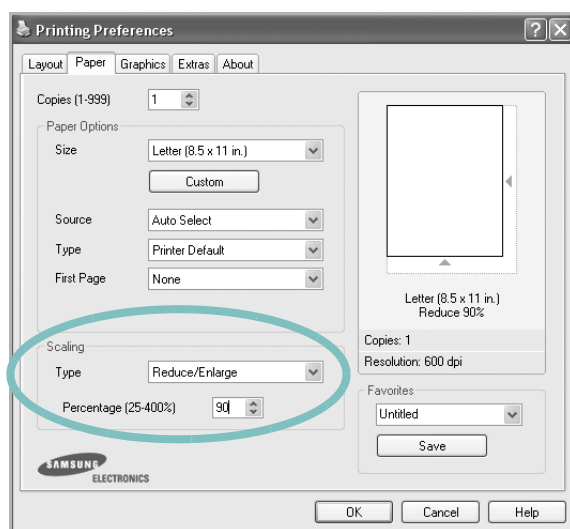 Printing Preferences
Layout Paper Graphics Extras About
Copies (1-999) 1
Paper Options
Size Letter (8.5 x 11 in.)
Custom
Source Auto Select
Type Printer Default
First Page None
Scaling
Type Reduce/Enlarge
Percentage (25-400%) 90
SAMSUNG
ELECTRONICS
Letter (8.5 x 11 in.)
Reduce 90%
Copies: 1
Resolution: 600 dpi
Favorites
Untitled
Save
OK Cancel Help